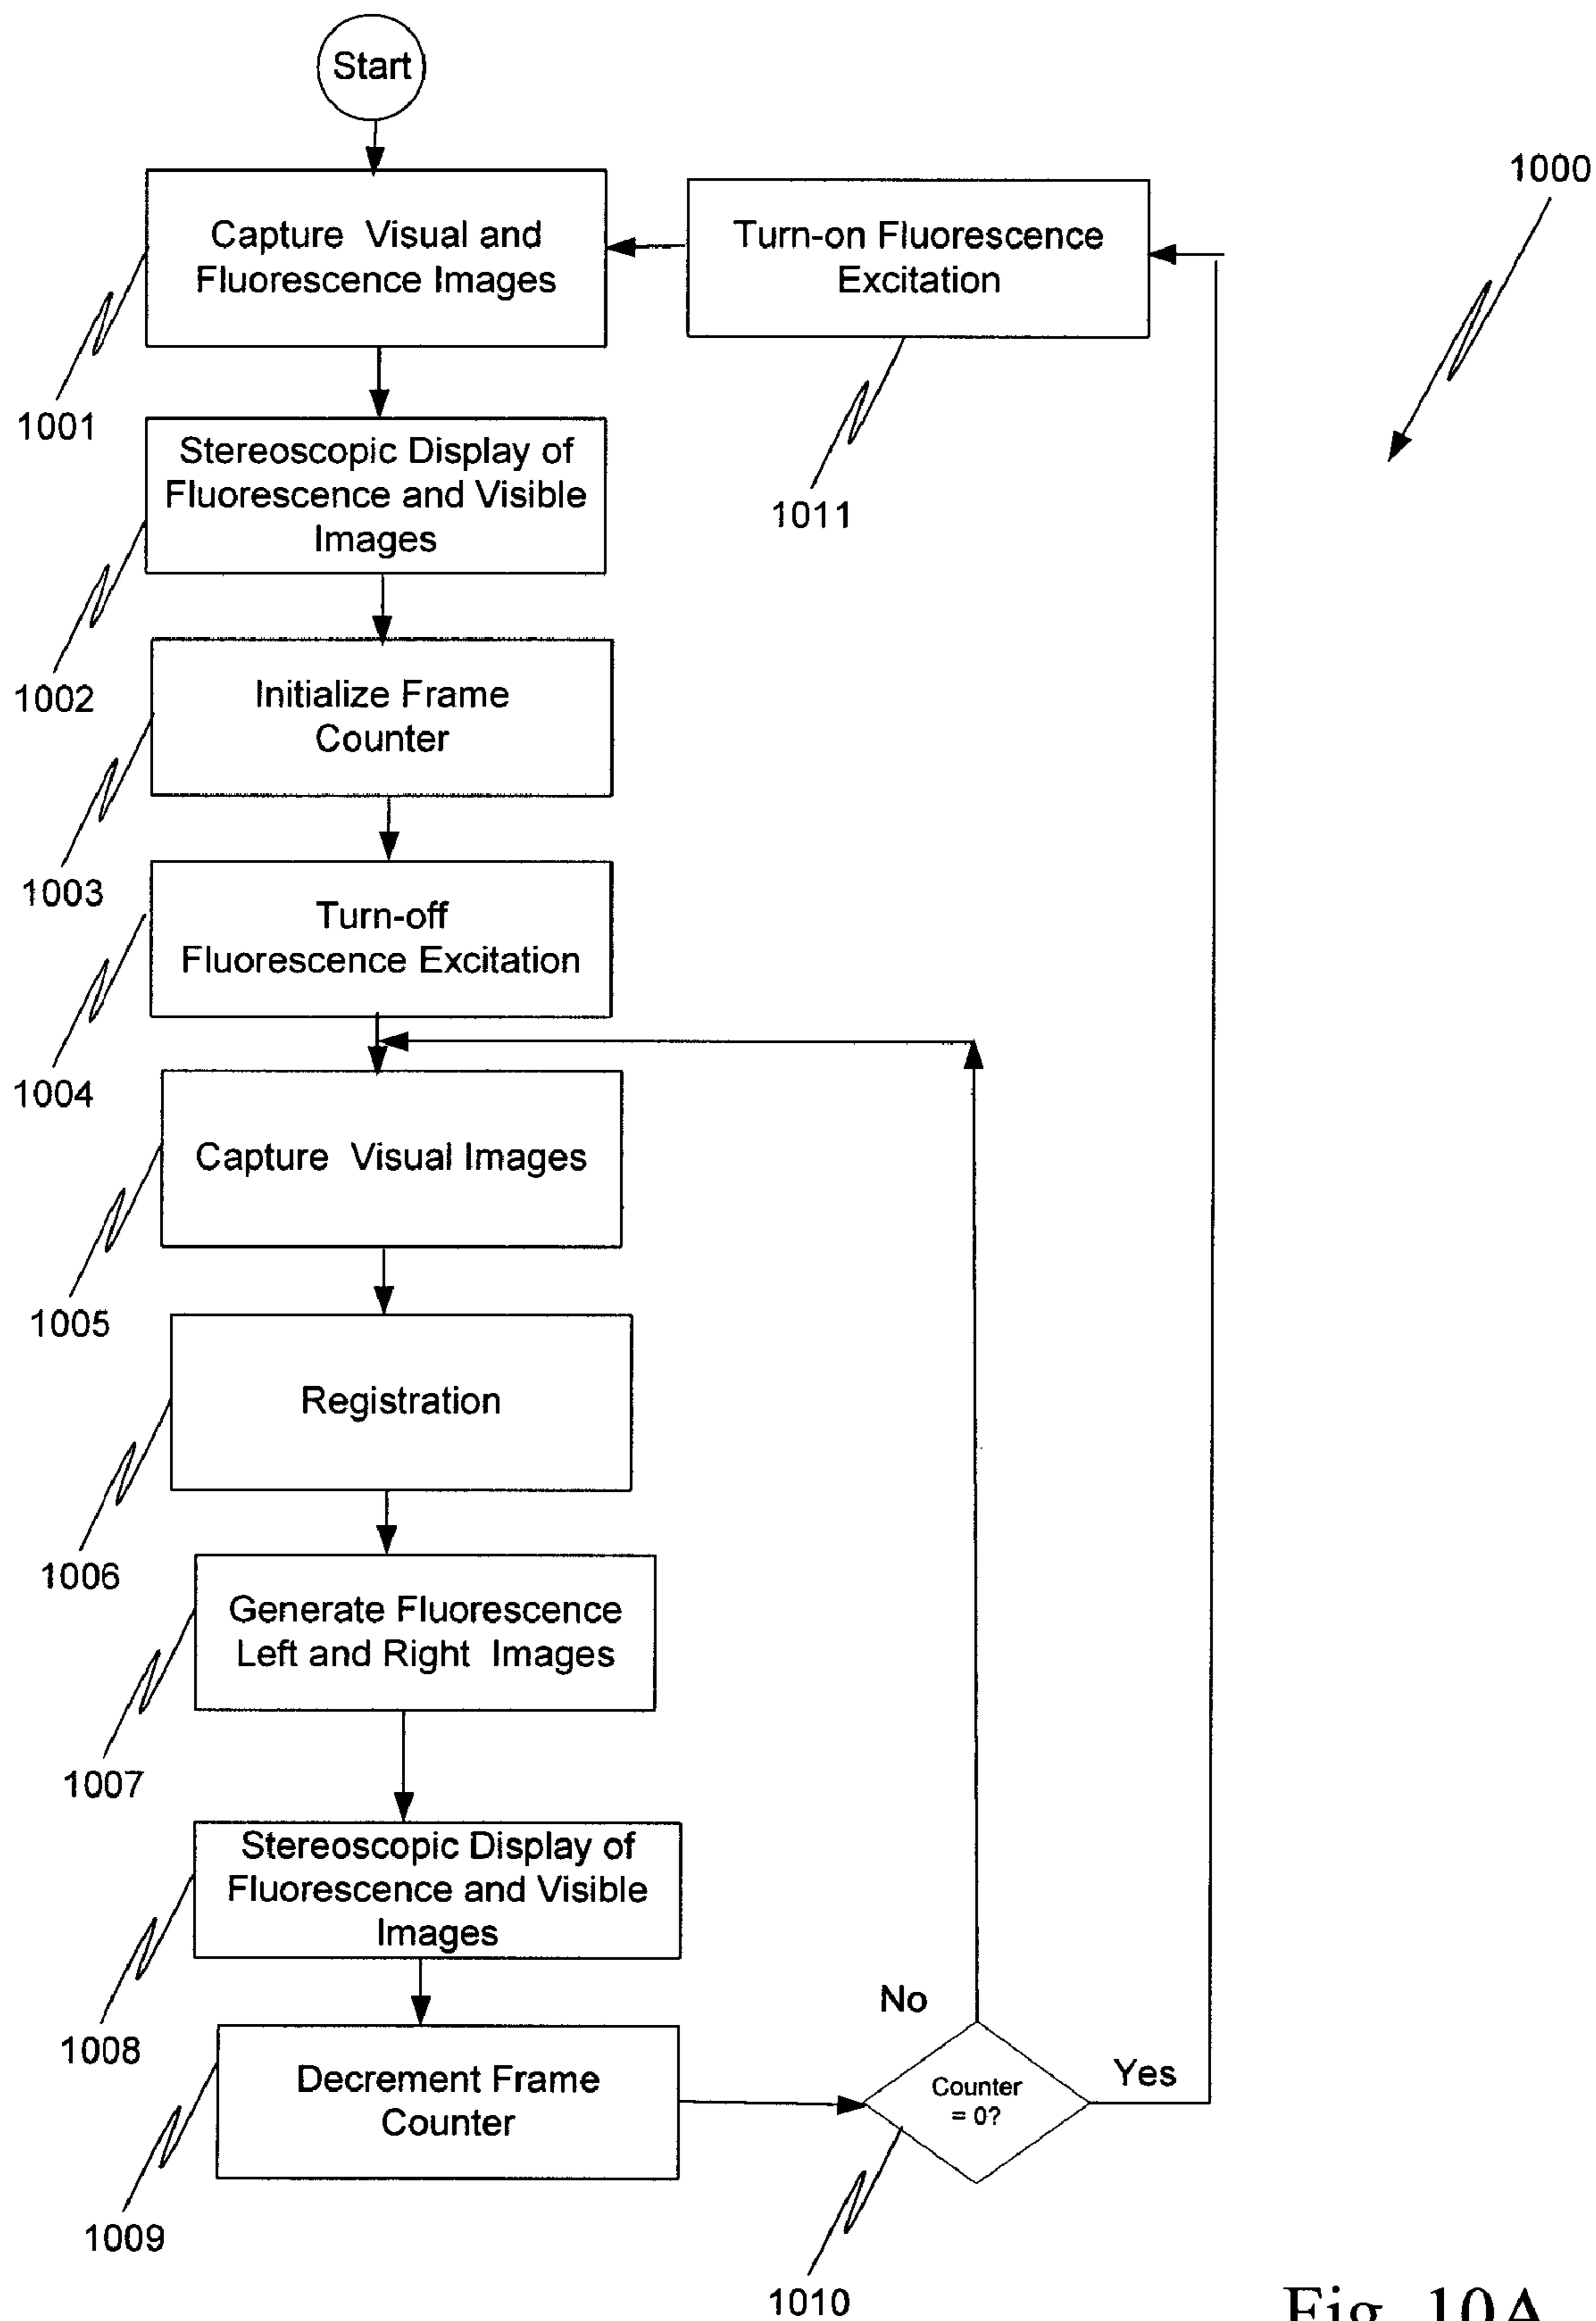 Start
Capture Visual and
Fluorescence Images
Turn-on Fluorescence
Excitation
1000
1001
Stereoscopic Display of
Fluorescence and Visible
Images
1011
1002
Initialize Frame
Counter
1003
Turn-off
Fluorescence Excitation
1004
Capture Visual Images
1005
Registration
1006
Generate Fluorescence
Left and Right Images
1007
Stereoscopic Display of
Fluorescence and Visible
Images
1008
No
Decrement Frame
Counter
Counter
= 0?
Yes
1009
1010
Fig. 10A